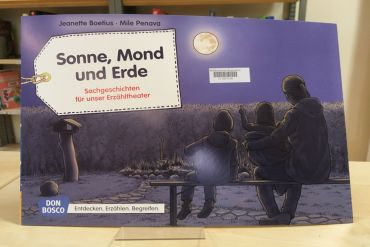 Jeanette Boetius • Mile Penava
Sonne, Mond
und Erde
Sachgeschichten
für unser Erzähltheater
DON
BOSCO
Entdecken. Erzählen. Begreifen.